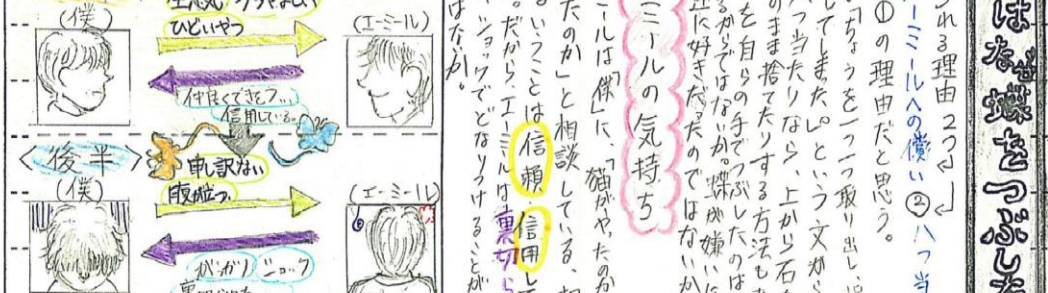 はなぜ蝶をつぶした
れる理由 2つ
エーミールへの償い ② 八つ当
①の理由だと思う。
「ちょうを一つ一つ取り出し、
してしまった。」という文から
八つ当たりなら、上から石
のまま捨てたりする方法も
を自らの手でつぶしたのは
るからではないか。蝶が嫌いに
に好きだったのではないか
ミールの気持ち
ールは「僕」に、「猫がやったのか
たのか」と相談している、
ないうことは信頼・信用して
。だから、エーミールは裏切ら
ショックでどなりつけることが
はないか。
(僕)
ひどいやつ
(エーミール)
仲良くできそう…
信用している。
<後半>
(僕)
申し訳ない
腹が立つ。
(エーミール)
ガッカリ ショック